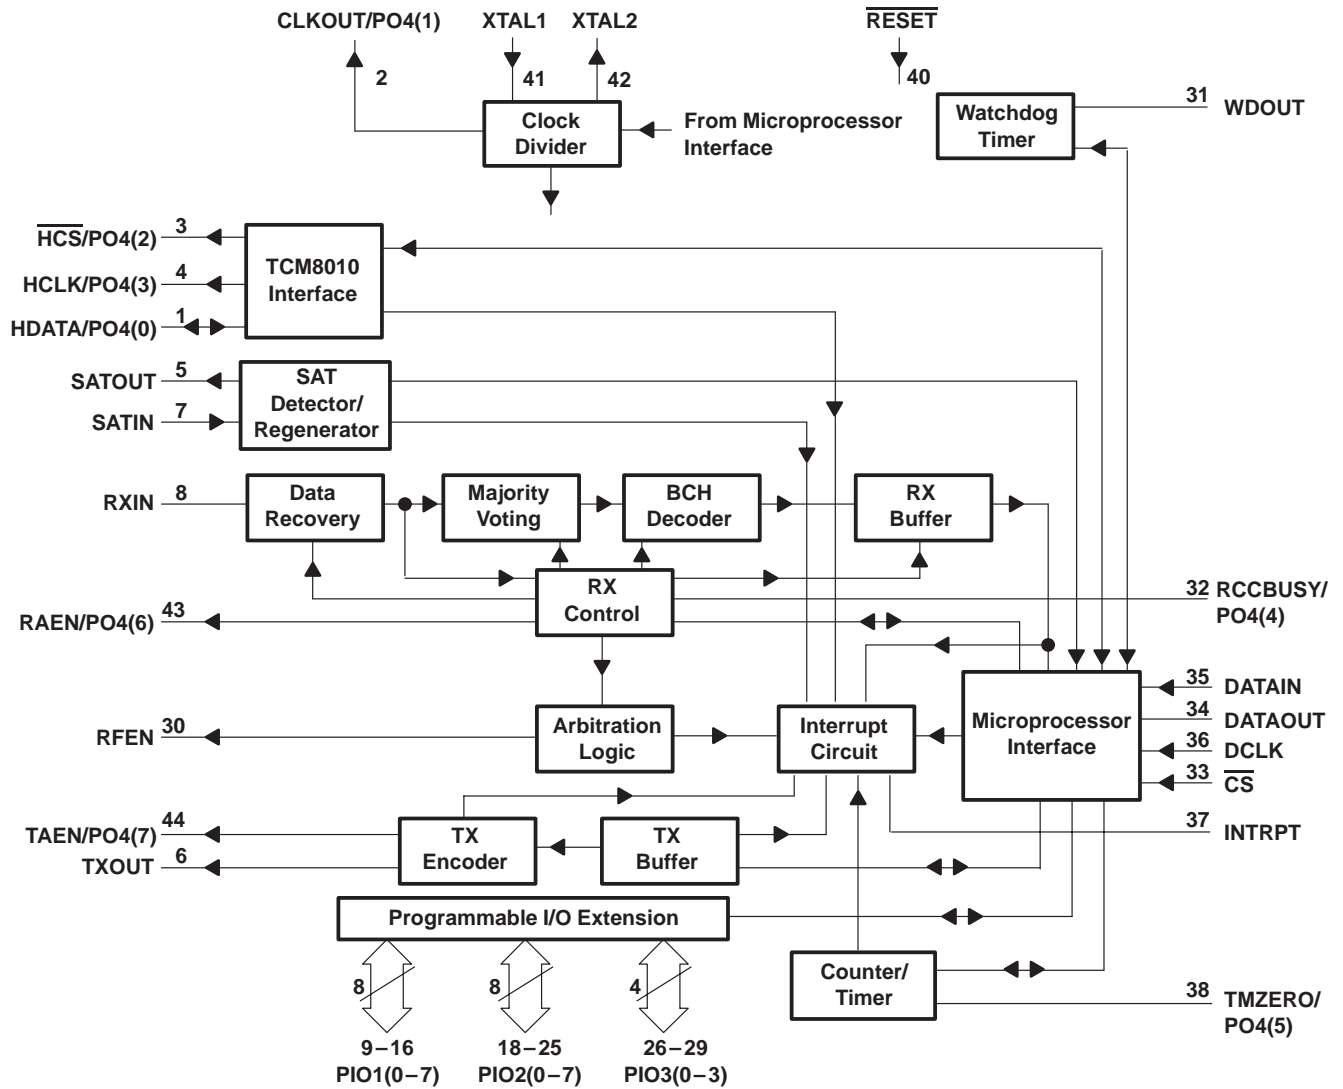 CLKOUT/PO4(1)
XTAL1
XTAL2
RESET
2
41
42
40
Clock
Divider
From Microprocessor
Interface
Watchdog
Timer
31
WDOUT
HCS/PO4(2)
3
HCLK/PO4(3)
4
HDATA/PO4(0)
1
TCM8010
Interface
SATOUT
5
SATIN
7
SAT
Detector/
Regenerator
RXIN
8
Data
Recovery
Majority
Voting
BCH
Decoder
RX
Buffer
RX
Control
RAEN/PO4(6)
43
32
RCCBUSY/
PO4(4)
RFEN
30
Arbitration
Logic
Interrupt
Circuit
Microprocessor
Interface
35
DATAIN
34
DATAOUT
36
DCLK
33
CS
TAEN/PO4(7)
44
TXOUT
6
TX
Encoder
TX
Buffer
37
INTRPT
Programmable I/O Extension
8
8
4
Counter/
Timer
38
TMZERO/
PO4(5)
9–16
PIO1(0–7)
18–25
PIO2(0–7)
26–29
PIO3(0–3)